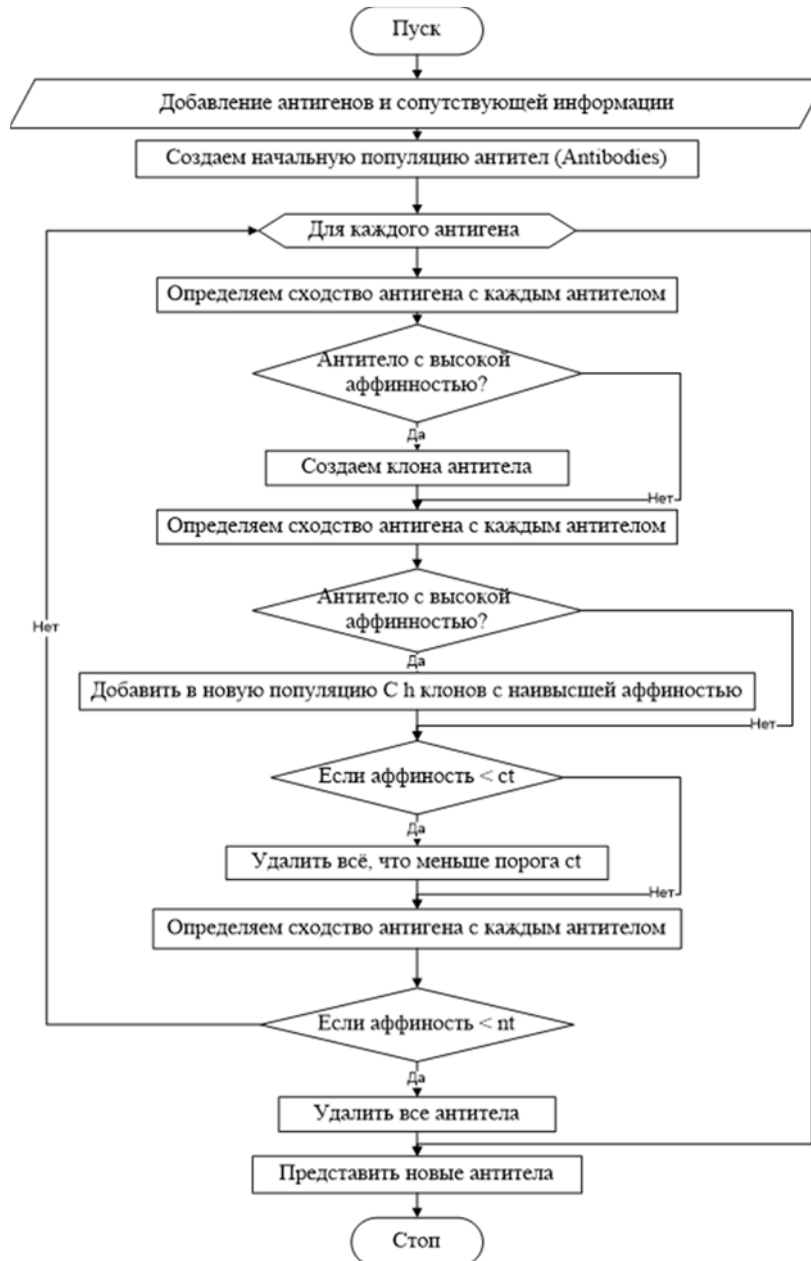 Пуск
Добавление антигенов и сопутствующей информации
Создаем начальную популяцию антител (Antibodies)
Для каждого антигена
Определяем сходство антигена с каждым антителом
Антитело с высокой
аффинностью?
Да
Создаем клона антитела
Нет
Определяем сходство антигена с каждым антителом
Антитело с высокой
аффинностью?
Нет
Да
Добавить в новую популяцию C h клонов с наивысшей аффиностью
Нет
Если аффиность < ct
Да
Удалить всё, что меньше порога ct
Нет
Определяем сходство антигена с каждым антителом
Если аффиность < nt
Да
Удалить все антитела
Представить новые антитела
Стоп